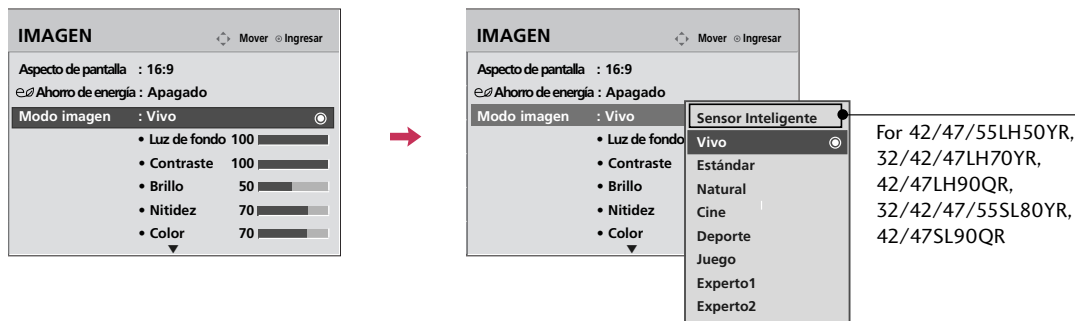 IMAGEN
Mover
Ingresar
Aspecto de pantalla : 16:9
Ahorro de energía : Apagado
Modo imagen : Vivo
• Luz de fondo 100
• Contraste 100
• Brillo 50
• Nitidez 70
• Color 70
IMAGEN
Mover
Ingresar
Aspecto de pantalla : 16:9
Ahorro de energía : Apagado
Modo imagen : Vivo
• Luz de fondo
• Contraste
• Brillo
• Nitidez
• Color
Sensor Inteligente
Vivo
Estándar
Natural
Cine
Deporte
Juego
Experto1
Experto2
For 42/47/55LH50YR,
32/42/47LH70YR,
42/47LH90QR,
32/42/47/55SL80YR,
42/47SL90QR